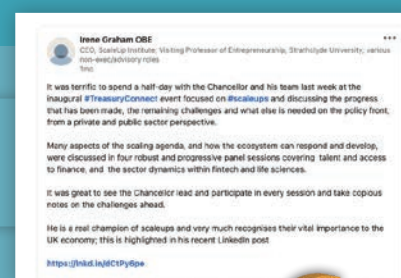 Irene Graham OBE
CEO, ScaleUp Institute; Visiting Professor of Entrepreneurship, Strathclyde University; various
non-exec/advisory roles
1mo
It was terrific to spend a half-day with the Chancellor and his team last week at the
inaugural #TreasuryConnect event focused on #scaleups and discussing the progress
that has been made, the remaining challenges and what else is needed on the policy front,
from a private and public sector perspective.
Many aspects of the scaling agenda, and how the ecosystem can respond and develop,
were discussed in four robust and progressive panel sessions covering talent and access
to finance, and the sector dynamics within fintech and life sciences.
It was great to see the Chancellor lead and participate in every session and take copious
notes on the challenges ahead.
He is a real champion of scaleups and very much recognises their vital importance to the
UK economy; this is highlighted in his recent LinkedIn post
https://lnkd.in/dCtPy6pe